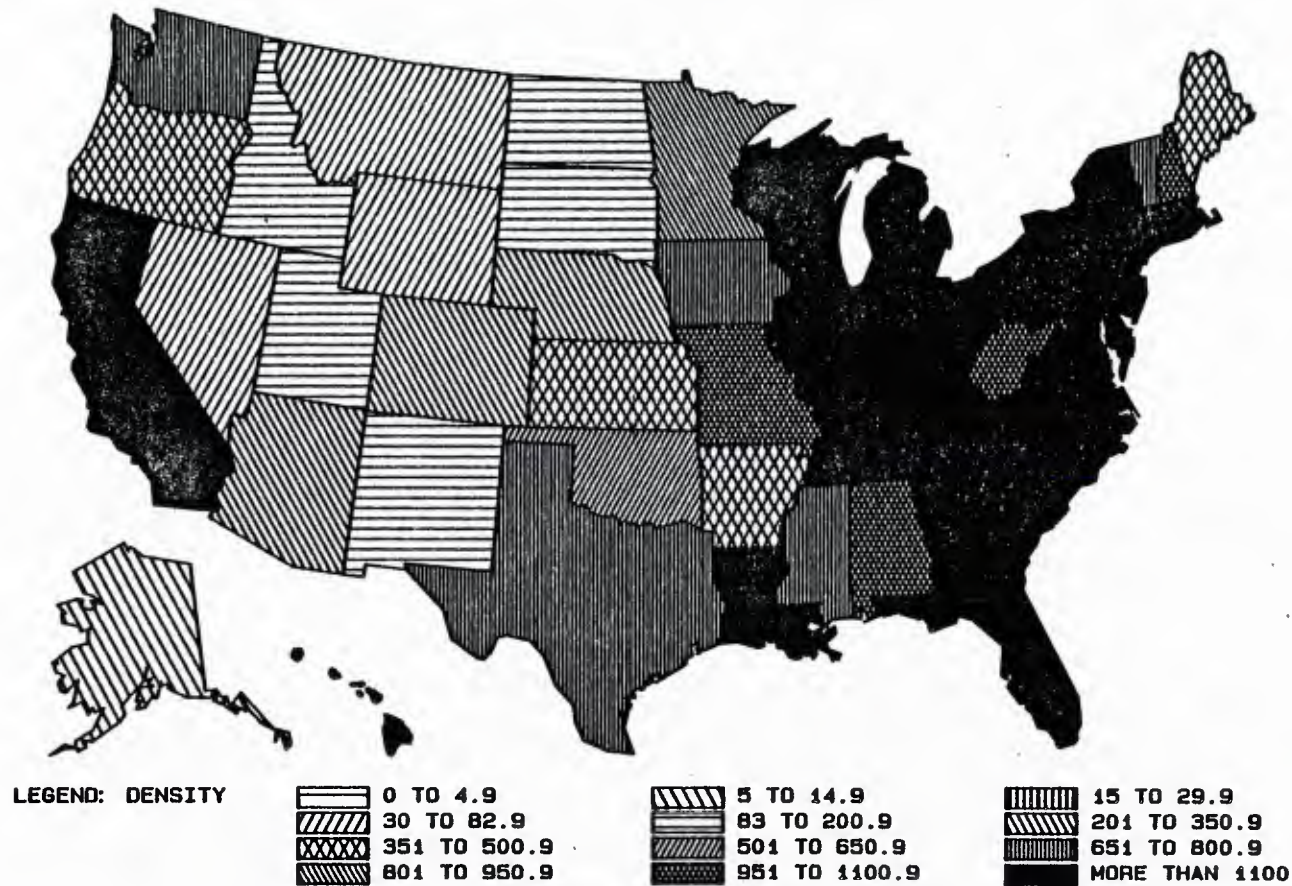 LEGEND: DENSITY 0 TO 4.9 5 TO 14.9 15 TO 29.9
30 TO 82.9 83 TO 200.9 201 TO 350.9
351 TO 500.9 501 TO 650.9 651 TO 800.9
801 TO 950.9 951 TO 1100.9 MORE THAN 1100